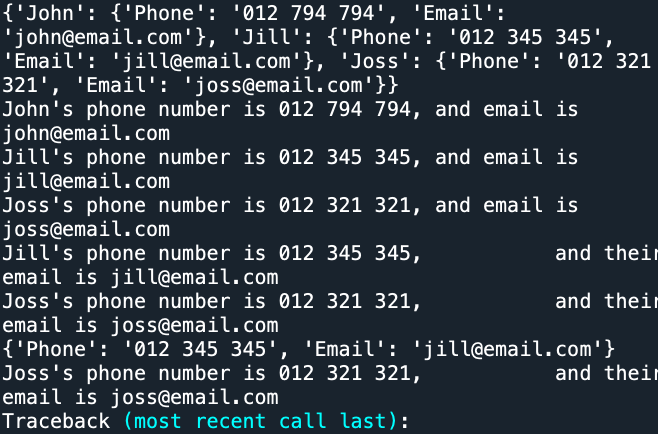 {'John': {'Phone': '012 794 794', 'Email':
'john@email.com'}, 'Jill': {'Phone': '012 345 345',
'Email': 'jill@email.com'}, 'Joss': {'Phone': '012 321
321', 'Email': 'joss@email.com'}}
John's phone number is 012 794 794, and email is
john@email.com
Jill's phone number is 012 345 345, and email is
jill@email.com
Joss's phone number is 012 321 321, and email is
joss@email.com
Jill's phone number is 012 345 345,           and their
email is jill@email.com
Joss's phone number is 012 321 321,           and their
email is joss@email.com
{'Phone': '012 345 345', 'Email': 'jill@email.com'}
Joss's phone number is 012 321 321,           and their
email is joss@email.com
Traceback (most recent call last):